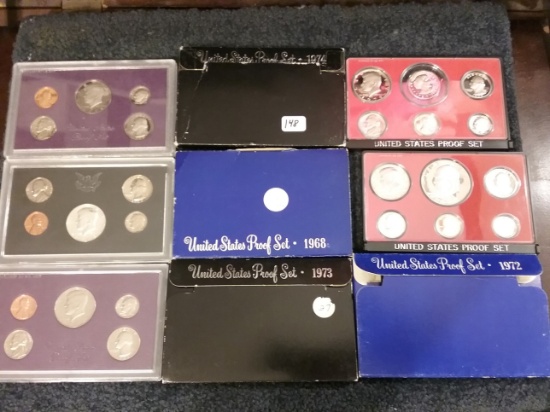 United States Proof Set · 1974
148
UNITED STATES PROOF SET
United States Proof Set · 1968
UNITED STATES PROOF SET
United States Proof Set · 1973
United States Proof Set · 1972